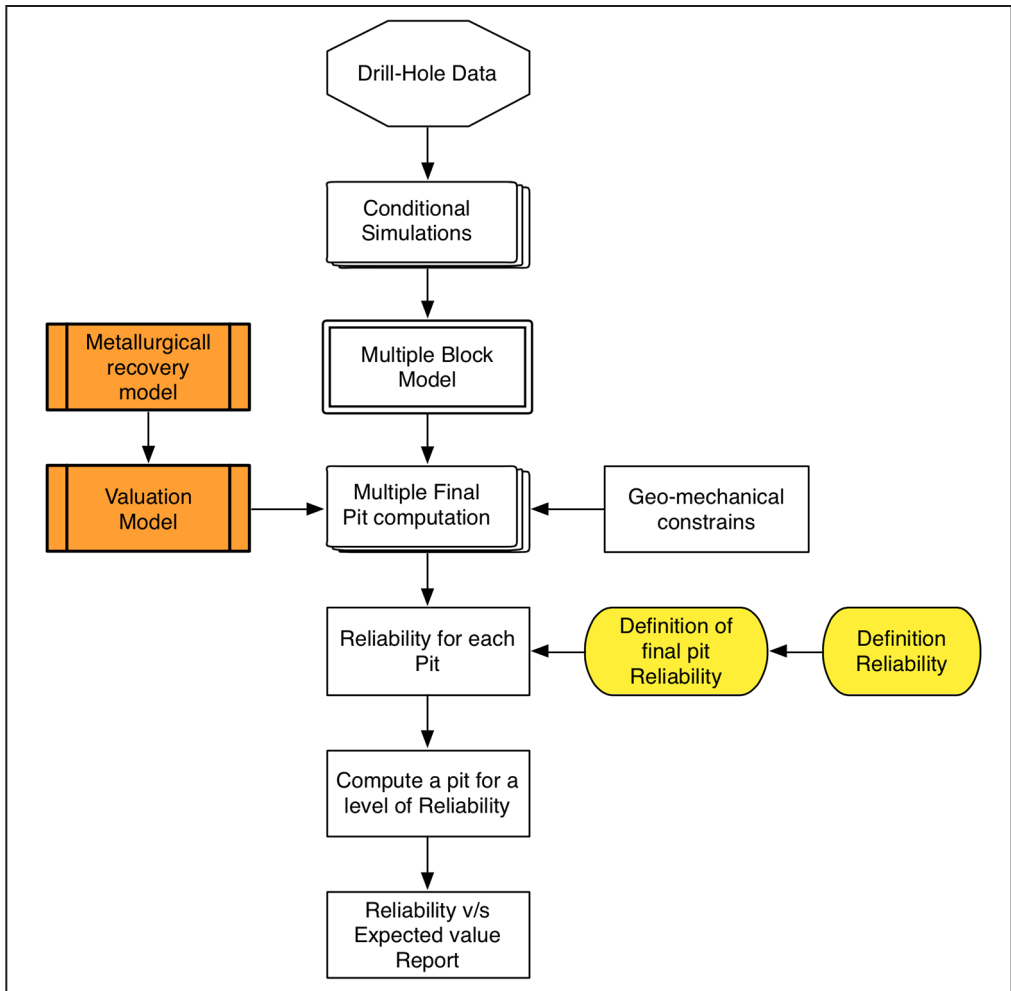 Drill-Hole Data
Conditional
Simulations
Metallurgicall
recovery
model
Multiple Block
Model
Valuation
Model
Multiple Final
Pit computation
Geo-mechanical
constrains
Reliability for each
Pit
Definition of
final pit
Reliability
Definition
Reliability
Compute a pit for a
level of Reliability
Reliability v/s
Expected value
Report